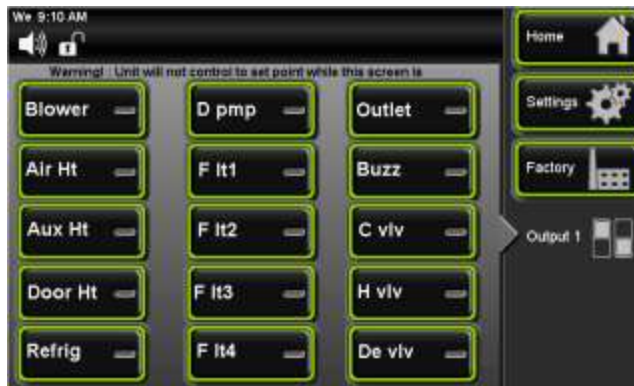 We 9:10 AM
Warning! : Unit will not control to set point while this screen is
Blower
D pmp
Outlet
Air Ht
F lt1
Buzz
Aux Ht
F lt2
C vlv
Door Ht
F lt3
H vlv
Refrig
F lt4
De vlv
Home
Settings
Factory
Output 1